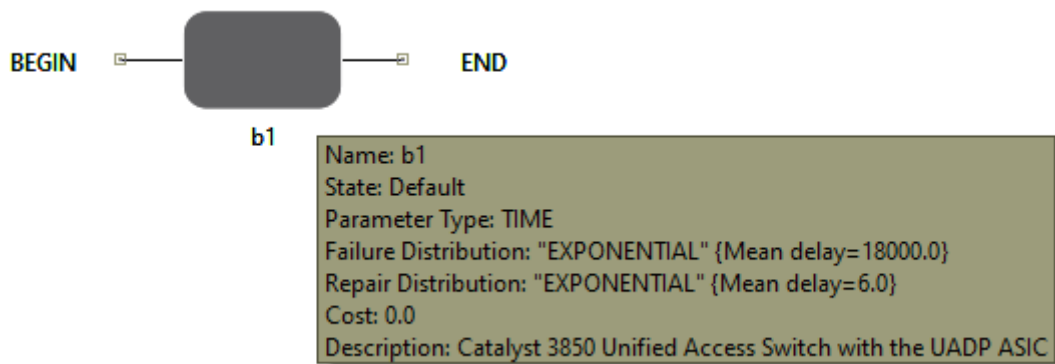 BEGIN
END
b1
Name: b1
State: Default
Parameter Type: TIME
Failure Distribution: "EXPONENTIAL" {Mean delay=18000.0}
Repair Distribution: "EXPONENTIAL" {Mean delay=6.0}
Cost: 0.0
Description: Catalyst 3850 Unified Access Switch with the UADP ASIC